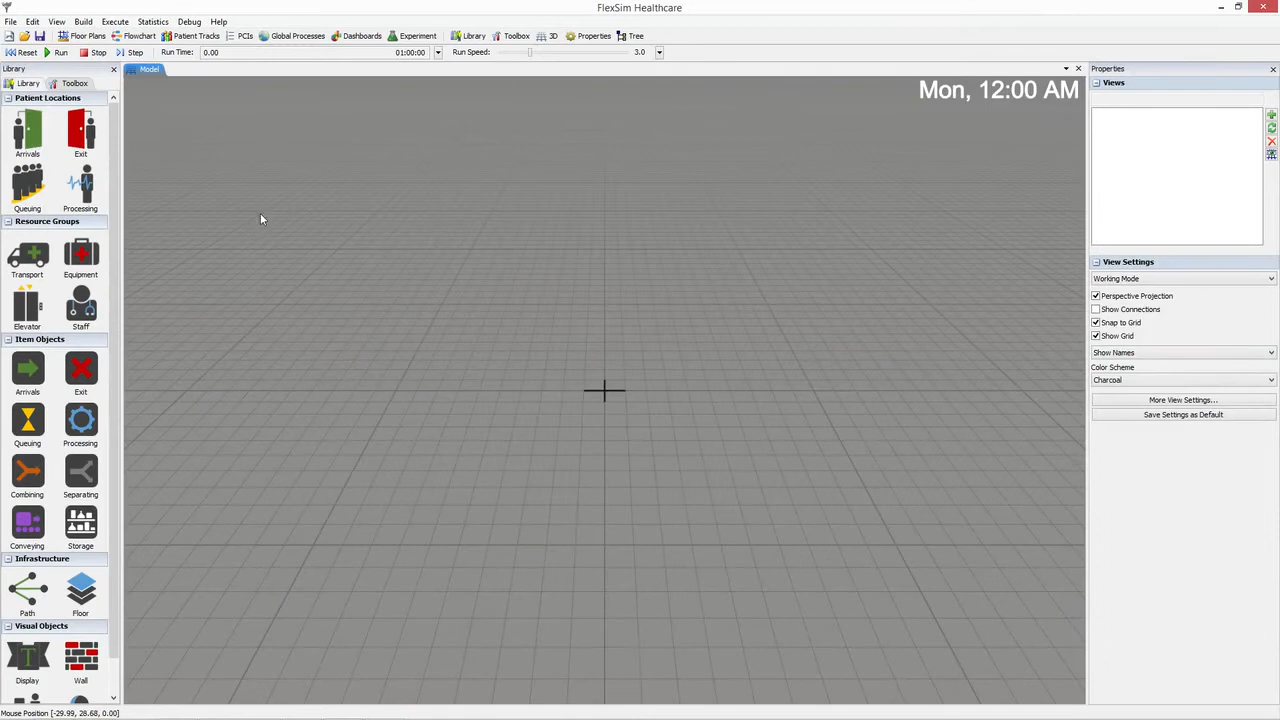 FlexSim Healthcare
File Edit View Build Execute Statistics Debug Help
Floor Plans Flowchart Patient Tracks PCIs Global Processes Dashboards Experiment Library Toolbox 3D Properties Tree
Reset Run Stop Step Run Time: 0.00 01:00:00 Run Speed: 3.0
Library
Library Toolbox
Patient Locations
Arrivals Exit
Queuing Processing
Resource Groups
Transport Equipment
Elevator Staff
Item Objects
Arrivals Exit
Queuing Processing
Combining Separating
Conveying Storage
Infrastructure
Path Floor
Visual Objects
T
Display Wall
Mouse Position [-29.99, 28.68, 0.00]
Model
Mon, 12:00 AM
Properties
Views
View Settings
Working Mode
Perspective Projection
Show Connections
Snap to Grid
Show Grid
Show Names
Color Scheme
Charcoal
More View Settings...
Save Settings as Default